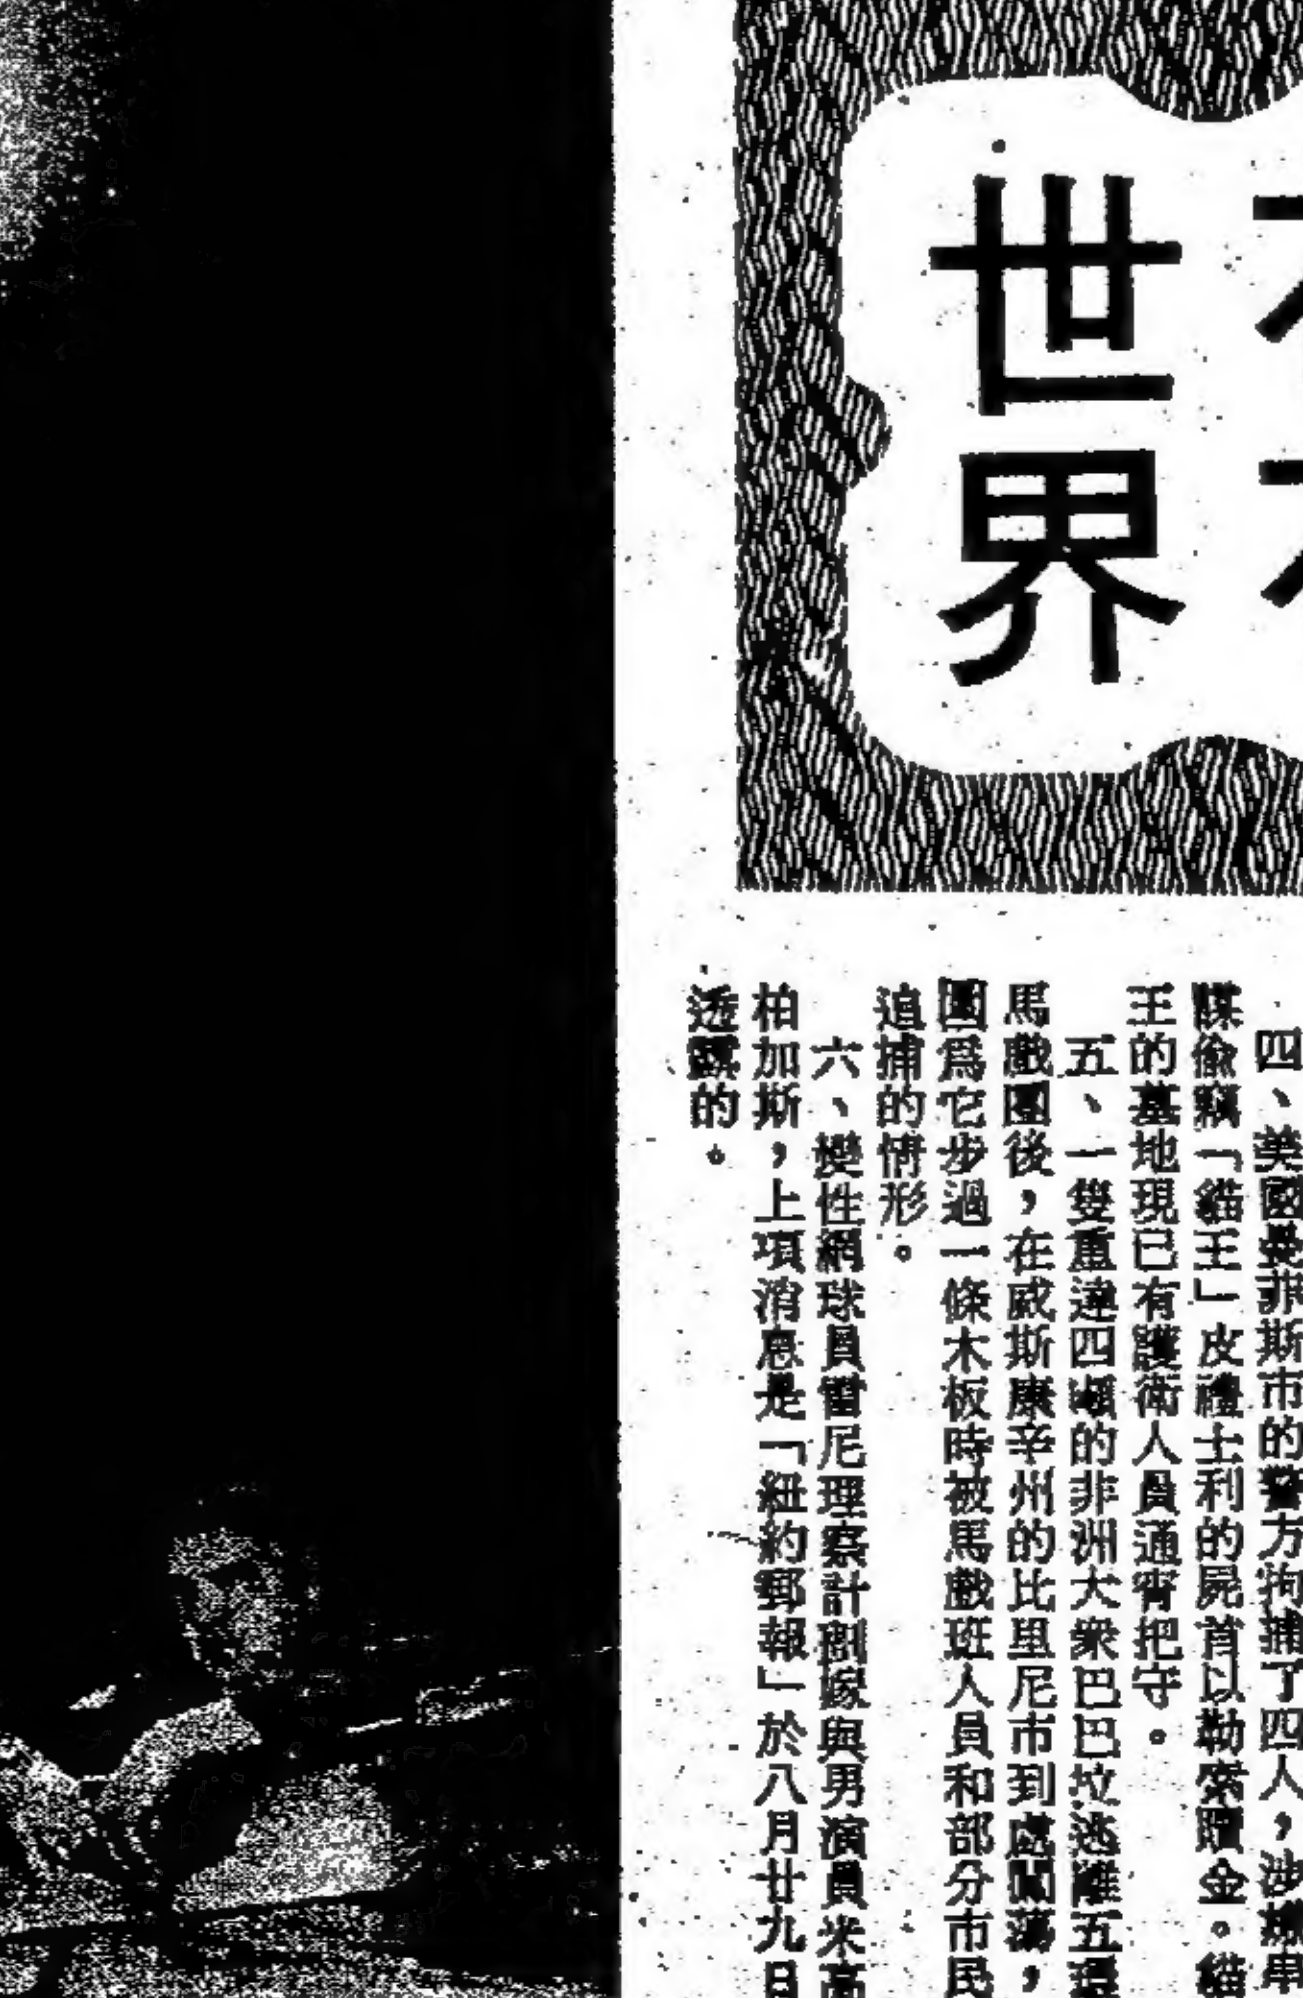 世界
四、美國曼菲斯市的警方拘捕了四人，涉嫌串
謀偷竊「貓王」皮禮士利的屍首以勒索贖金。貓
王的墓地現已有護衛人員通宵把守。
五、一隻重達四噸的非洲大象巴巴垃逃離五環
馬戲團後，在威斯康辛州的比里尼市到處闖蕩，
圖爲它步過一條木板時被馬戲班人員和部分市民
追捕的情形。
六、變性網球員雷尼理察計劃嫁與男演員米高
柏加斯，上項消息是「紐約郵報」於八月廿九日
透露的。